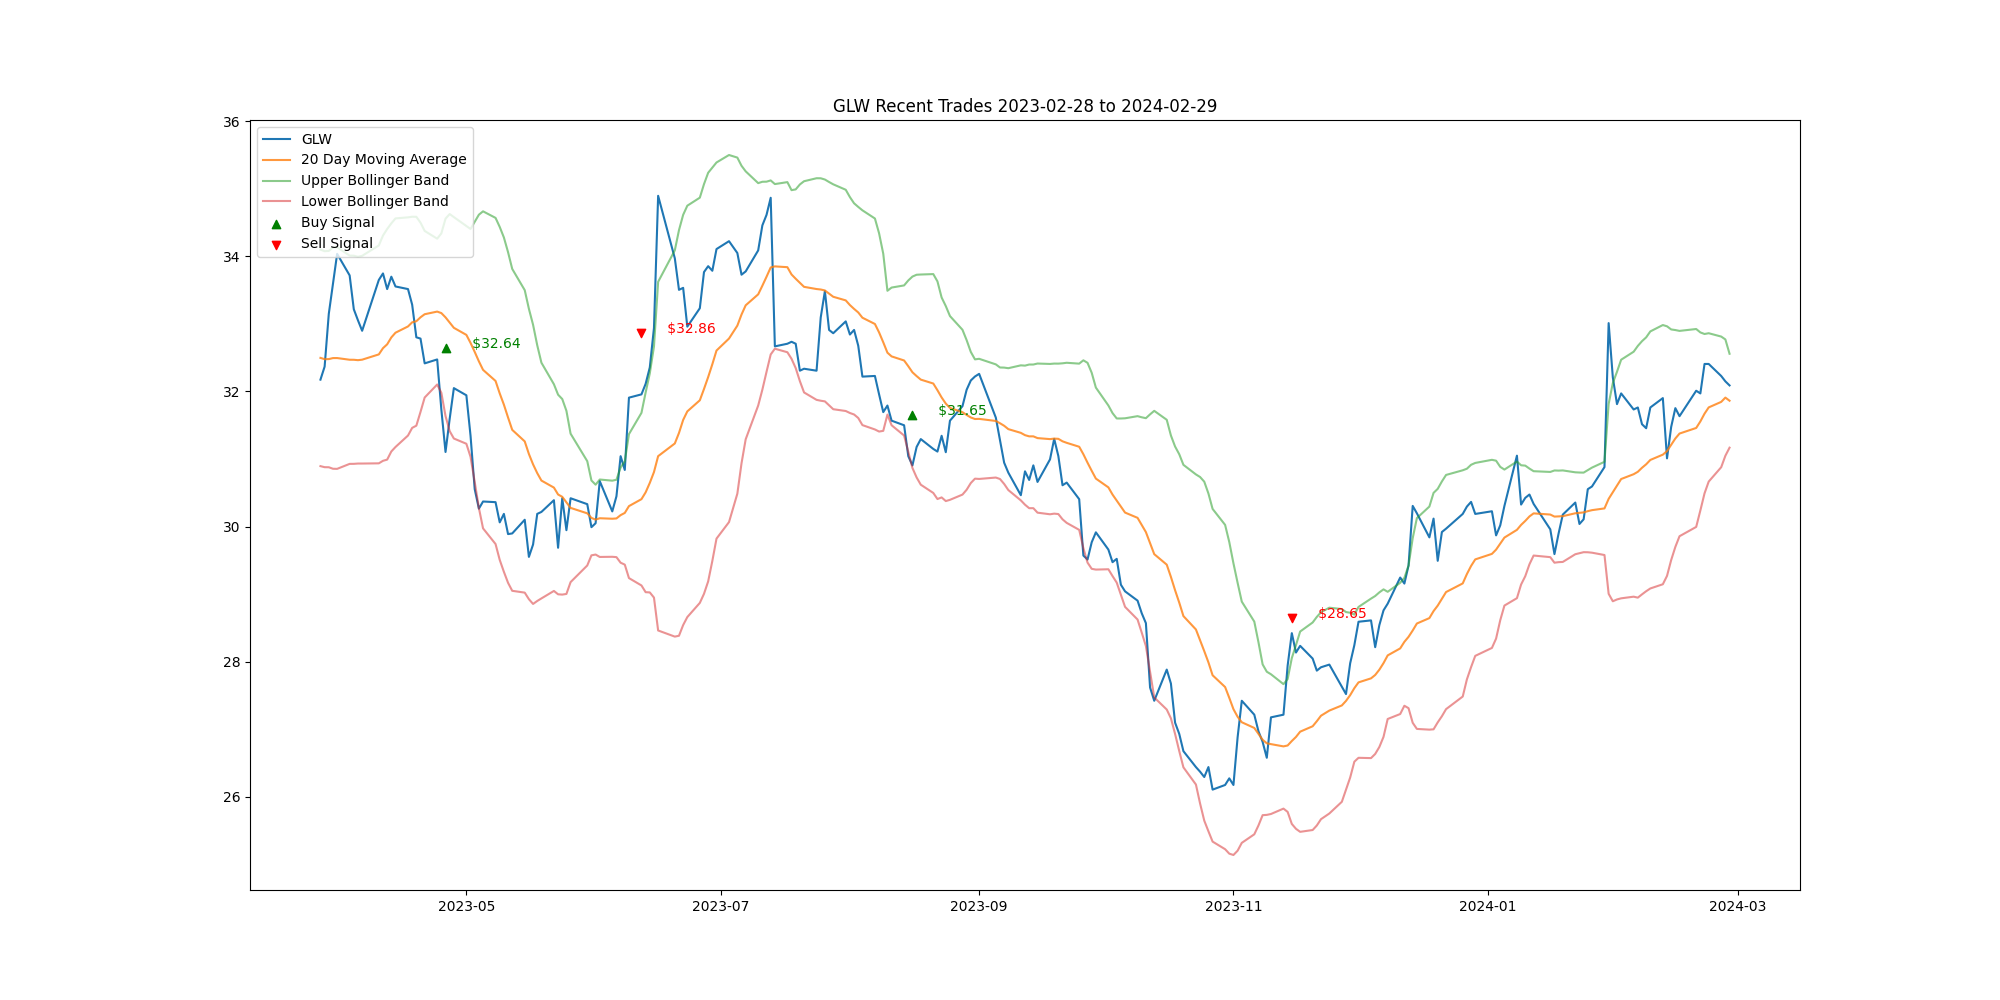 GLW Recent Trades 2023-02-28 to 2024-02-29
36
34
32
30
28
26
GLW
20 Day Moving Average
Upper Bollinger Band
Lower Bollinger Band
Buy Signal
Sell Signal
$32.64
$32.86
$31.65
$28.65
2023-05
2023-07
2023-09
2023-11
2024-01
2024-03